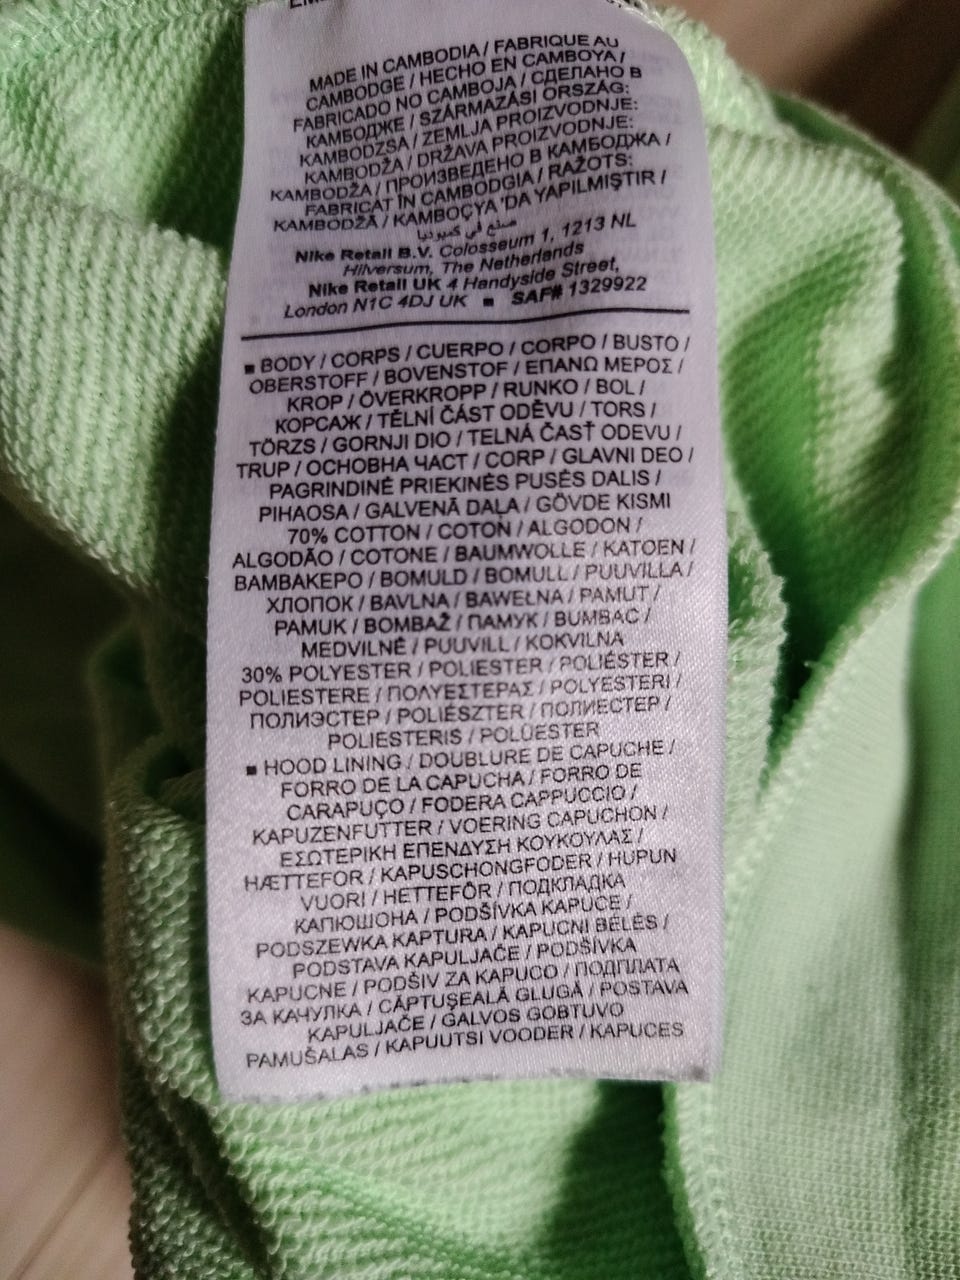 MADE IN CAMBODIA / FABRIQUE AU
CAMBODGE / HECHO EN CAMBOYA /
FABRICADO NO CAMBOJA / СДЕЛАНО В
КАМБОДЖЕ / SZÁRMAZÁSI ORSZÁG:
KAMBODZSA / ZEMLJA PROIZVODNJE:
KAMBODŽA / DRŽAVA PROIZVODNJE:
KAMBODŽA / ПРОИЗВЕДЕНО В КАМБОДЖА /
FABRICAT ÎN CAMBODGIA / RAŽOTS:
KAMBODŽA / KAMBOÇYA 'DA YAPILMIŞTIR /
صنع في كمبوديا
Nike Retail B.V. Colosseum 1, 1213 NL
Hilversum, The Netherlands
Nike Retail UK 4 Handyside Street,
London N1C 4DJ UK ■ SAF# 1329922
■ BODY / CORPS / CUERPO / CORPO / BUSTO /
OBERSTOFF / BOVENSTOF / ΕΠΑΝΩ ΜΕΡΟΣ /
KROP / ÖVERKROPP / RUNKO / BOL /
КОРСАЖ / TĚLNÍ ČÁST ODĚVU / TORS /
TÖRZS / GORNJI DIO / TELNÁ ČASŤ ODEVU /
TRUP / ОСНОВНА ЧАСТ / CORP / GLAVNI DEO /
PAGRINDINĖ PRIEKINĖS PUSĖS DALIS /
PIHAOSA / GALVENĀ DAĻA / GÖVDE KISMI
70% COTTON / COTON / ALGODON /
ALGODÃO / COTONE / BAUMWOLLE / KATOEN /
ΒΑΜΒΑΚΕΡΟ / BOMULD / BOMULL / PUUVILLA /
ХЛОПОК / BAVLNA / BAWEŁNA / PAMUT /
PAMUK / BOMBAŽ / ПАМУК / BUMBAC /
MEDVILNĖ / PUUVILL / KOKVILNA
30% POLYESTER / POLIESTER / POLIÉSTER /
POLIESTERE / ΠΟΛΥΕΣΤΕΡΑΣ / POLYESTERI /
ПОЛИЭСТЕР / POLIÉSZTER / ПОЛИЕСТЕР /
POLIESTERIS / POLÜESTER
■ HOOD LINING / DOUBLURE DE CAPUCHE /
FORRO DE LA CAPUCHA / FORRO DE
CARAPUÇO / FODERA CAPPUCCIO /
KAPUZENFUTTER / VOERING CAPUCHON /
ΕΣΩΤΕΡΙΚΗ ΕΠΕΝΔΥΣΗ ΚΟΥΚΟΥΛΑΣ /
HÆTTEFOR / KAPUSCHONGFODER / HUPUN
VUORI / HETTEFÔR / ПОДКЛАДКА
КАПЮШОНА / PODŠÍVKA KAPUCE /
PODSZEWKA KAPTURA / KAPUCNI BÉLÉS /
PODSTAVA KAPULJAČE / PODŠÍVKA
KAPUCNE / PODŠIV ZA KAPUCO / ПОДПЛАТА
ЗА КАЧУЛКА / CĂPTUŞEALĂ GLUGĂ / POSTAVA
KAPULJAČE / GALVOS GOBTUVO
PAMUŠALAS / KAPUUTSI VOODER / KAPUCES